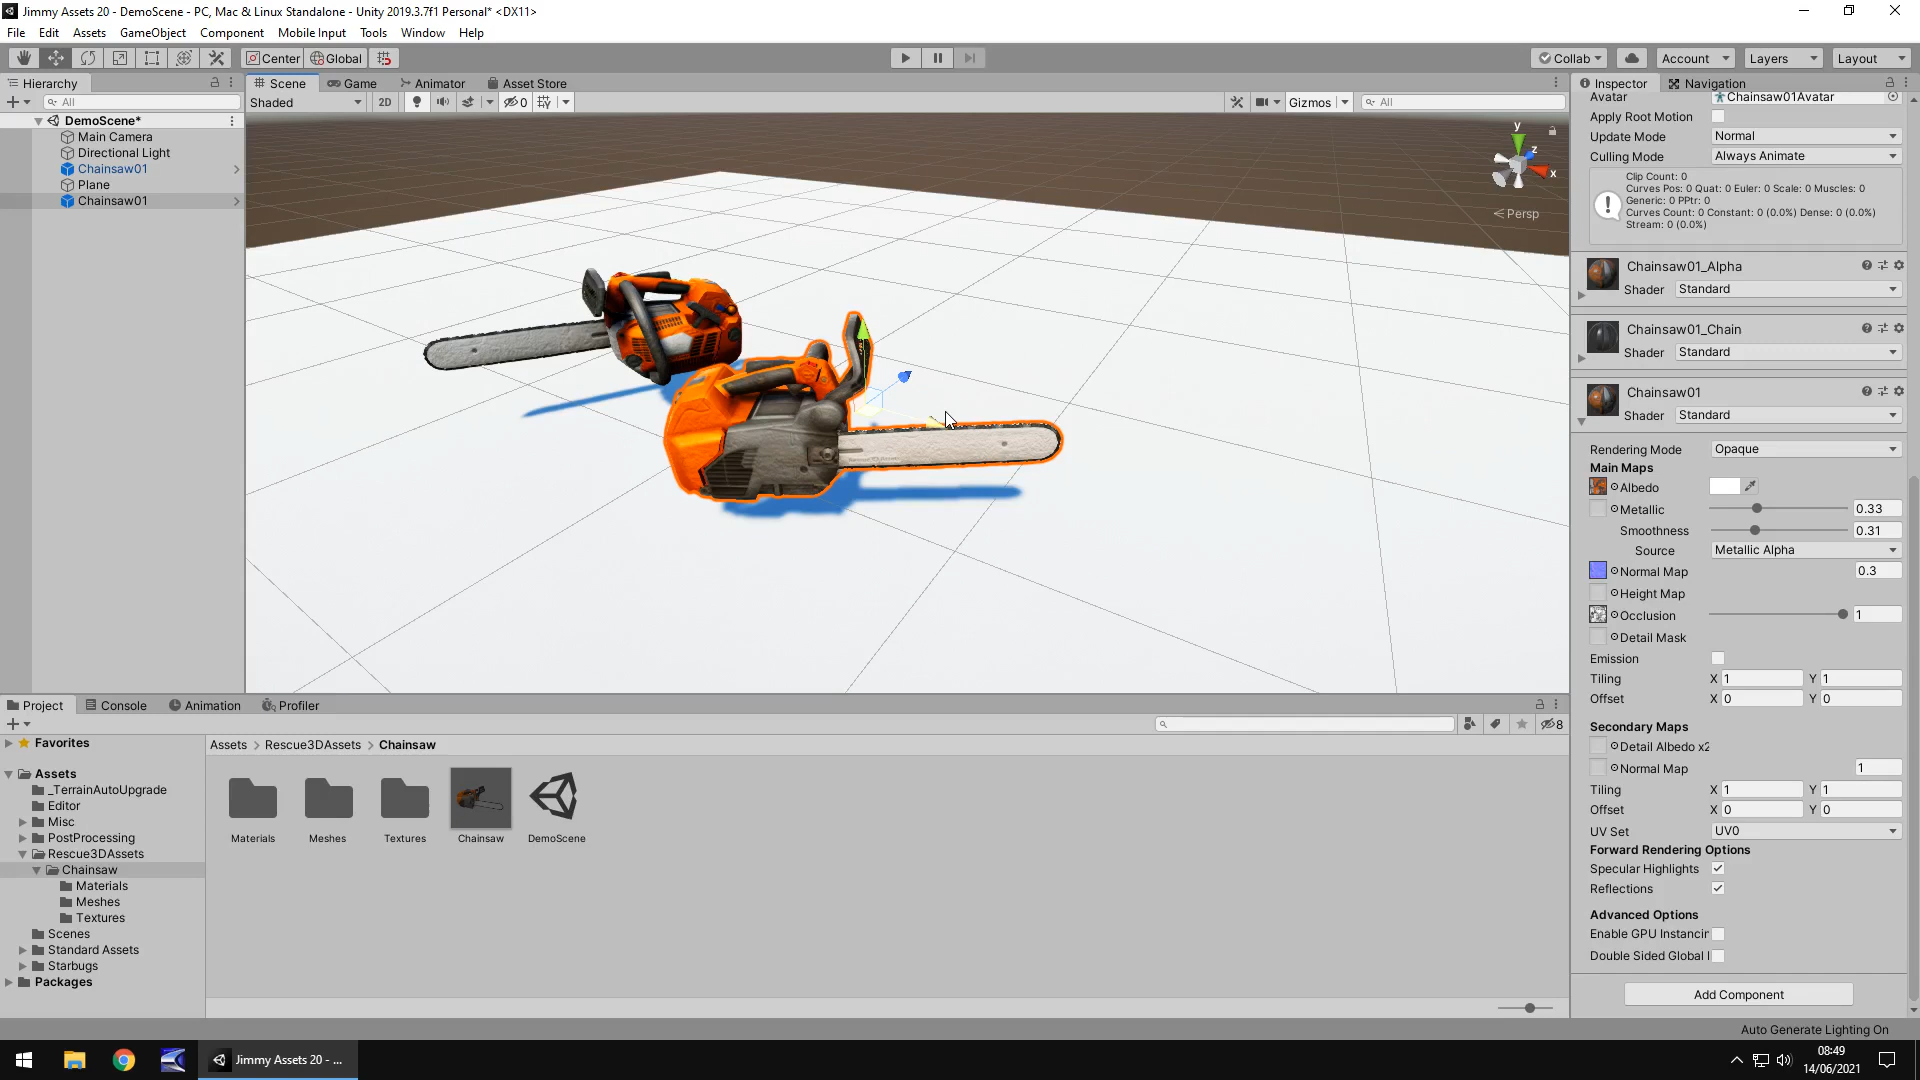 Jimmy Assets 20 - DemoScene - PC, Mac & Linux Standalone - Unity 2019.3.7f1 Personal* <DX11>
File Edit Assets GameObject Component Mobile Input Tools Window Help
Center Global Collab Account Layers Layout
Hierarchy
All
DemoScene*
Main Camera
Directional Light
Chainsaw01
Plane
Chainsaw01
Scene Game Animator Asset Store
Shaded 2D 0 Gizmos All
y
z
x
Persp
Inspector Navigation
Avatar Chainsaw01Avatar
Apply Root Motion
Update Mode Normal
Culling Mode Always Animate
Clip Count: 0
Curves Pos: 0 Quat: 0 Euler: 0 Scale: 0 Muscles: 0
Generic: 0 PPtr: 0
Curves Count: 0 Constant: 0 (0.0%) Dense: 0 (0.0%)
Stream: 0 (0.0%)
Chainsaw01_Alpha
Shader Standard
Chainsaw01_Chain
Shader Standard
Chainsaw01
Shader Standard
Rendering Mode Opaque
Main Maps
Albedo
Metallic 0.33
Smoothness 0.31
Source Metallic Alpha
Normal Map 0.3
Height Map
Occlusion 1
Detail Mask
Emission
Tiling X 1 Y 1
Offset X 0 Y 0
Secondary Maps
Detail Albedo x2
Normal Map 1
Tiling X 1 Y 1
Offset X 0 Y 0
UV Set UV0
Forward Rendering Options
Specular Highlights
Reflections
Advanced Options
Enable GPU Instancin
Double Sided Global I
Add Component
Project Console Animation Profiler
8
Favorites
Assets
_TerrainAutoUpgrade
Editor
Misc
PostProcessing
Rescue3DAssets
Chainsaw
Materials
Meshes
Textures
Scenes
Standard Assets
Starbugs
Packages
Assets > Rescue3DAssets > Chainsaw
Materials Meshes Textures Chainsaw DemoScene
Auto Generate Lighting On
Jimmy Assets 20 - ...
08:49
14/06/2021